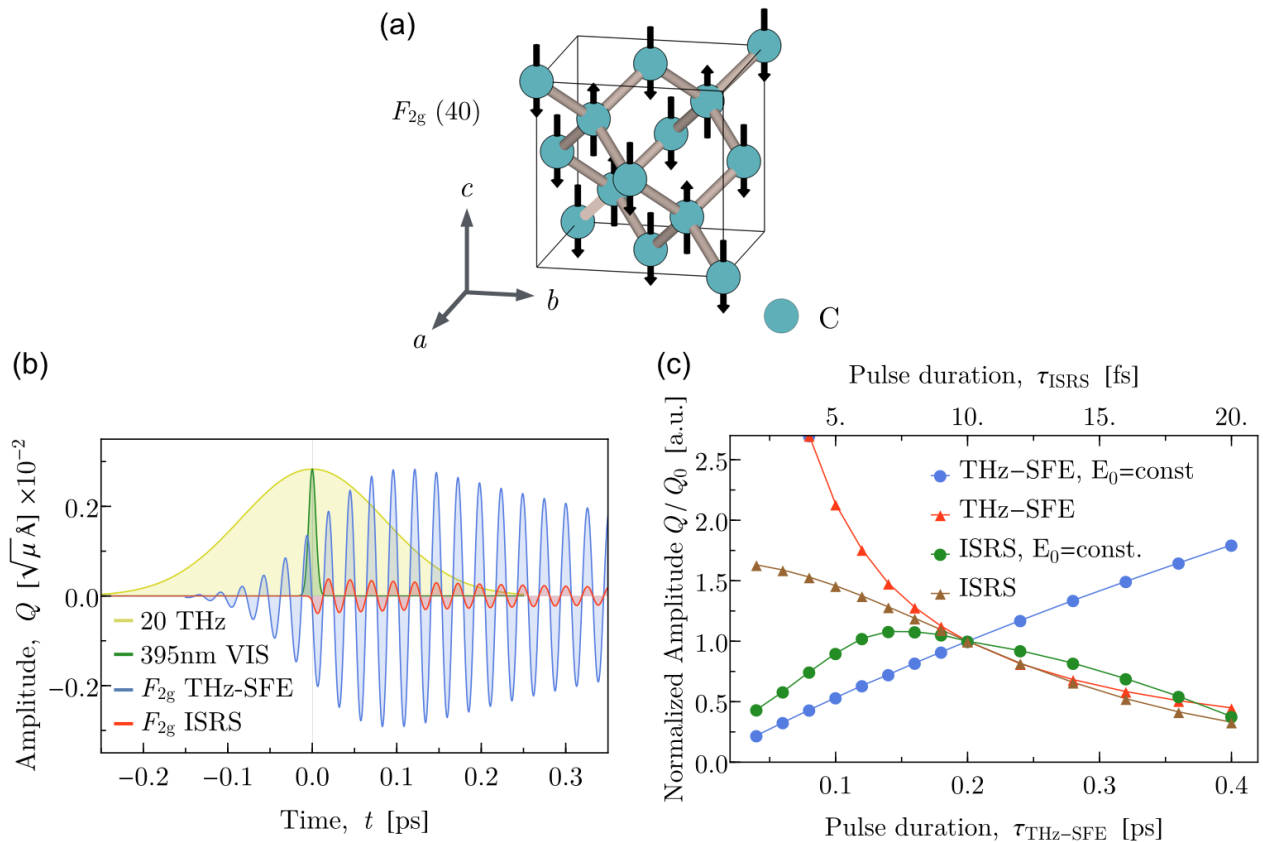 (a)
F2g (40)
c
b
a
C
(b)
Amplitude, Q [√μ Å] ×10⁻²
0.2
0.0
−0.2
20 THz
395nm VIS
F2g THz-SFE
F2g ISRS
−0.2 −0.1 0.0 0.1 0.2 0.3
Time, t [ps]
(c)
Pulse duration, τISRS [fs]
5. 10. 15. 20.
Normalized Amplitude Q / Q0 [a.u.]
2.5
2.0
1.5
1.0
0.5
0.0
THz−SFE, E0=const
THz−SFE
ISRS, E0=const.
ISRS
0.1 0.2 0.3 0.4
Pulse duration, τTHz−SFE [ps]